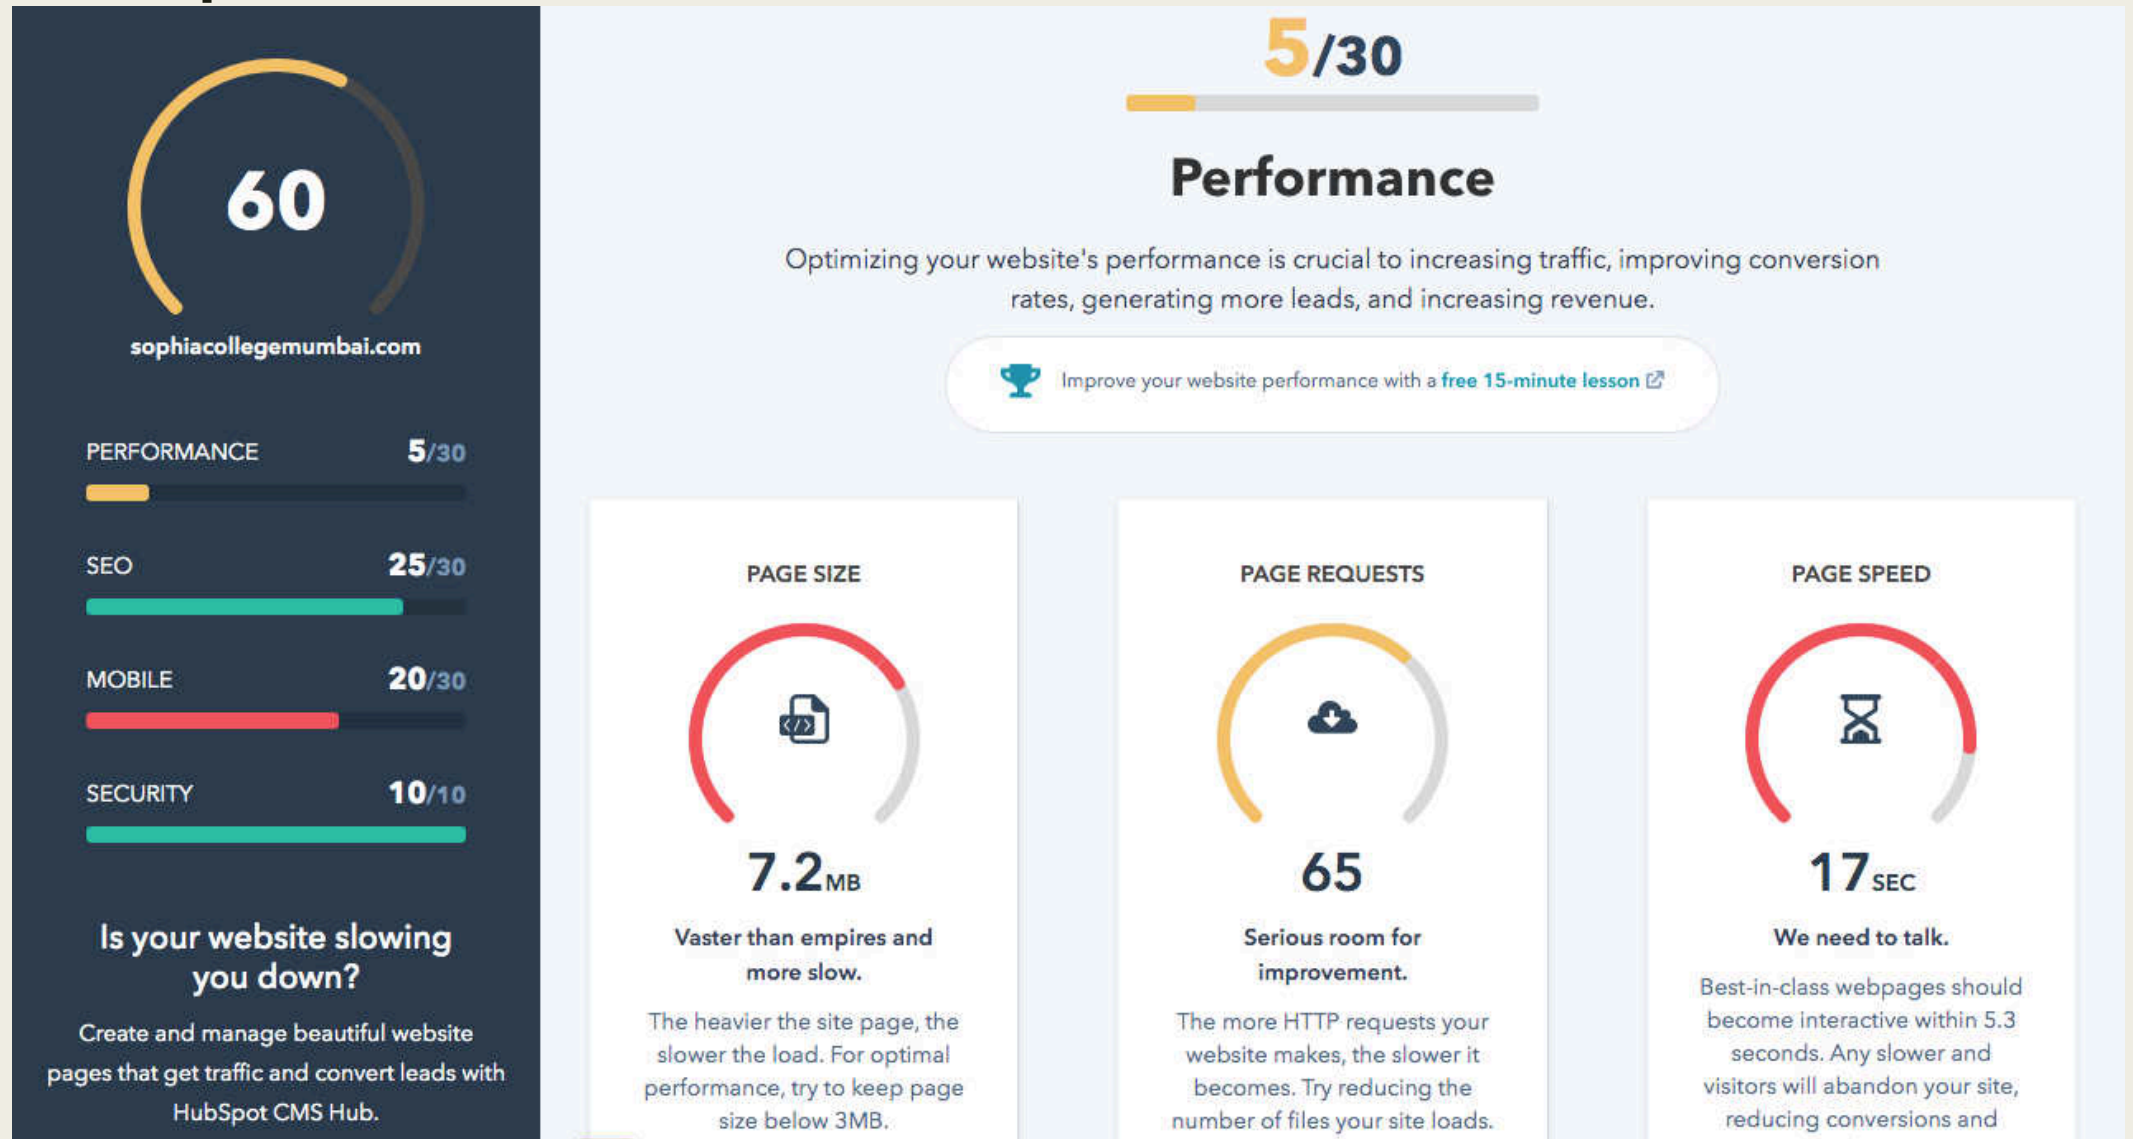 60
sophiacollegemumbai.com
PERFORMANCE 5/30
SEO 25/30
MOBILE 20/30
SECURITY 10/10
Is your website slowing
you down?
Create and manage beautiful website
pages that get traffic and convert leads with
HubSpot CMS Hub.
5/30
Performance
Optimizing your website's performance is crucial to increasing traffic, improving conversion
rates, generating more leads, and increasing revenue.
Improve your website performance with a free 15-minute lesson
PAGE SIZE
</>
7.2MB
Vaster than empires and
more slow.
The heavier the site page, the
slower the load. For optimal
performance, try to keep page
size below 3MB.
PAGE REQUESTS
65
Serious room for
improvement.
The more HTTP requests your
website makes, the slower it
becomes. Try reducing the
number of files your site loads.
PAGE SPEED
17SEC
We need to talk.
Best-in-class webpages should
become interactive within 5.3
seconds. Any slower and
visitors will abandon your site,
reducing conversions and